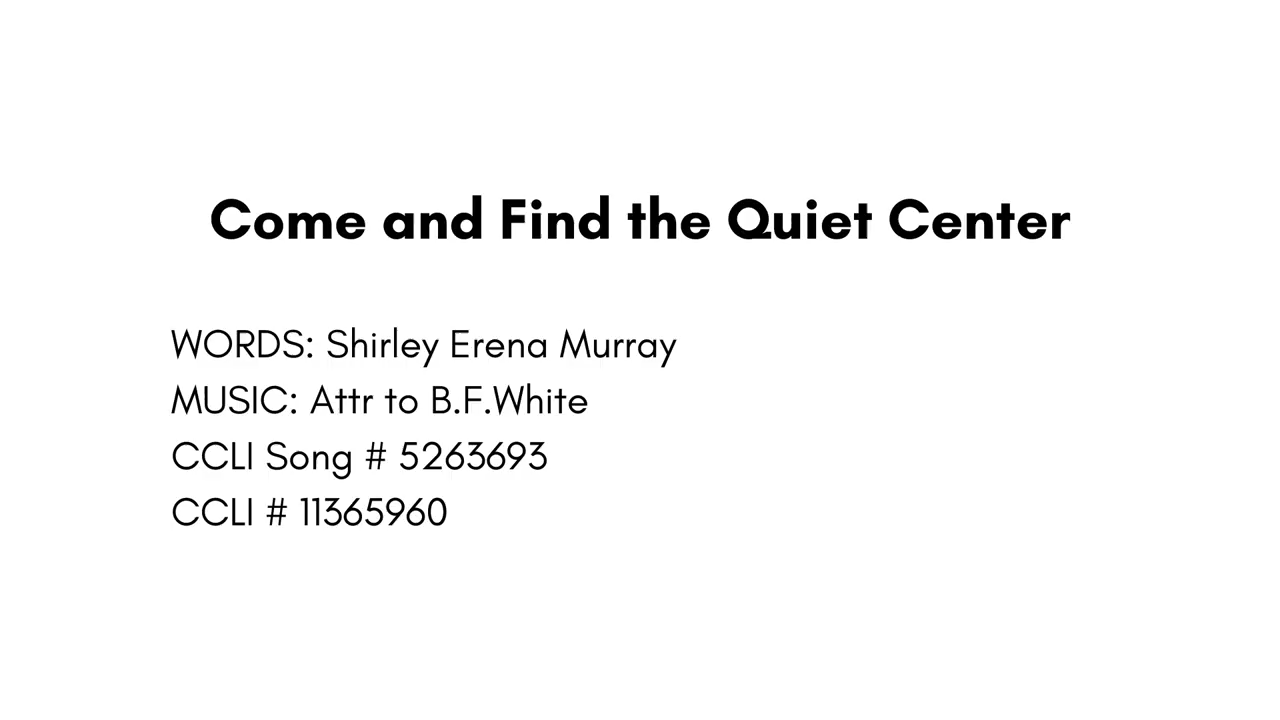 Come and Find the Quiet Center
WORDS: Shirley Erena Murray
MUSIC: Attr to B.F.White
CCLI Song # 5263693
CCLI # 11365960